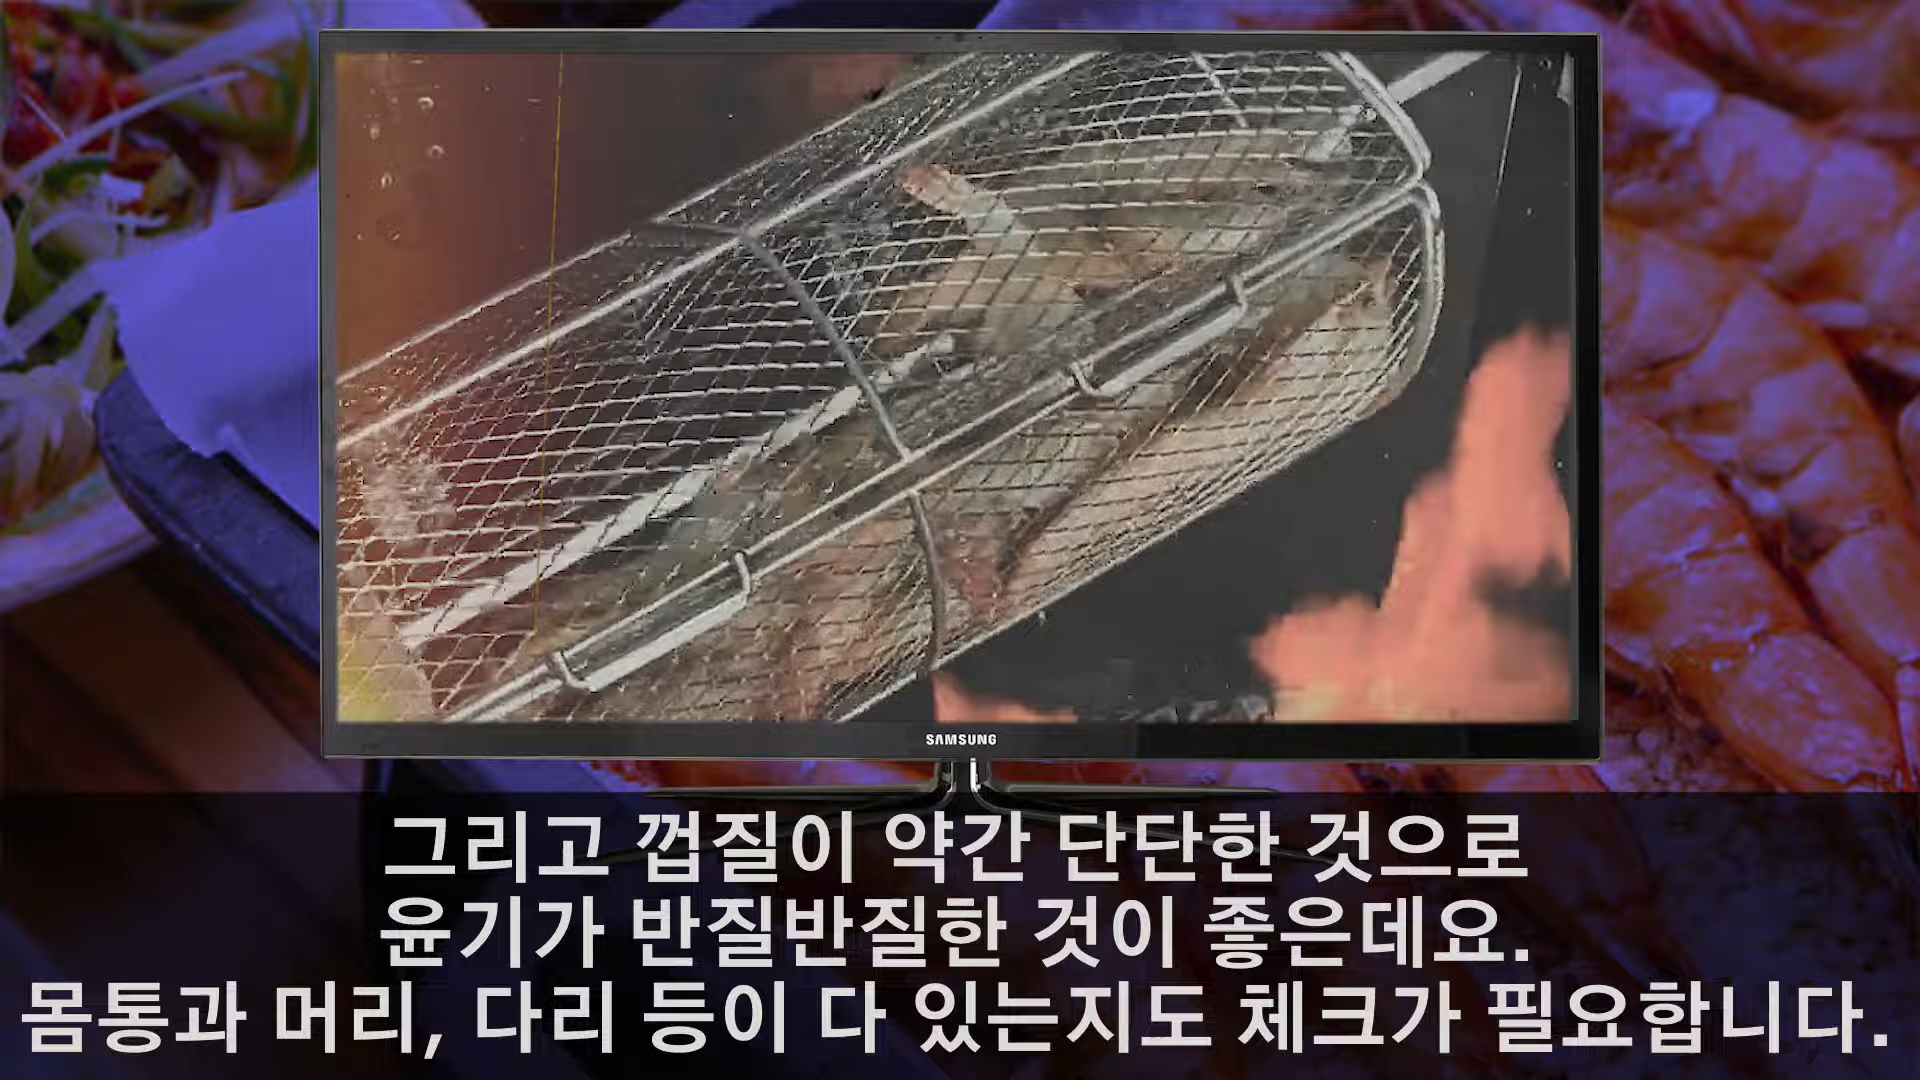 SAMSUNG
그리고 껍질이 약간 단단한 것으로
윤기가 반질반질한 것이 좋은데요.
몸통과 머리, 다리 등이 다 있는지도 체크가 필요합니다.